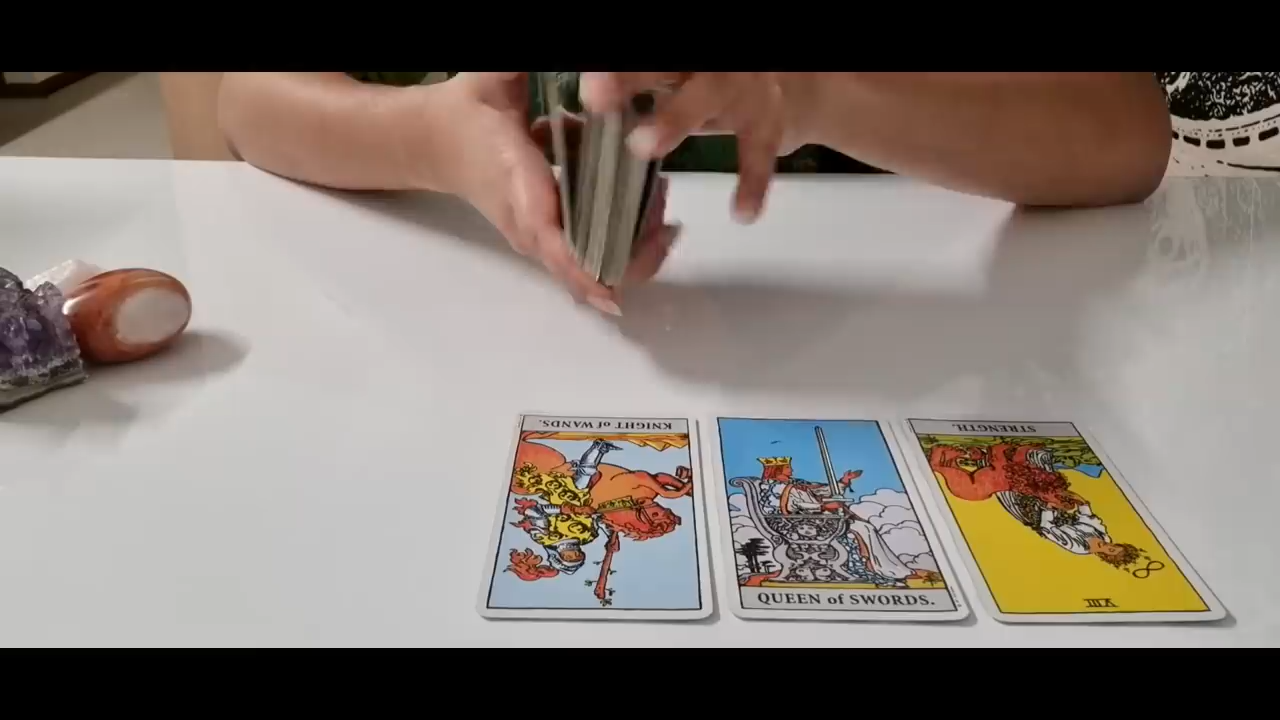 KNIGHT of WANDS.
QUEEN of SWORDS.
STRENGTH.
VIII